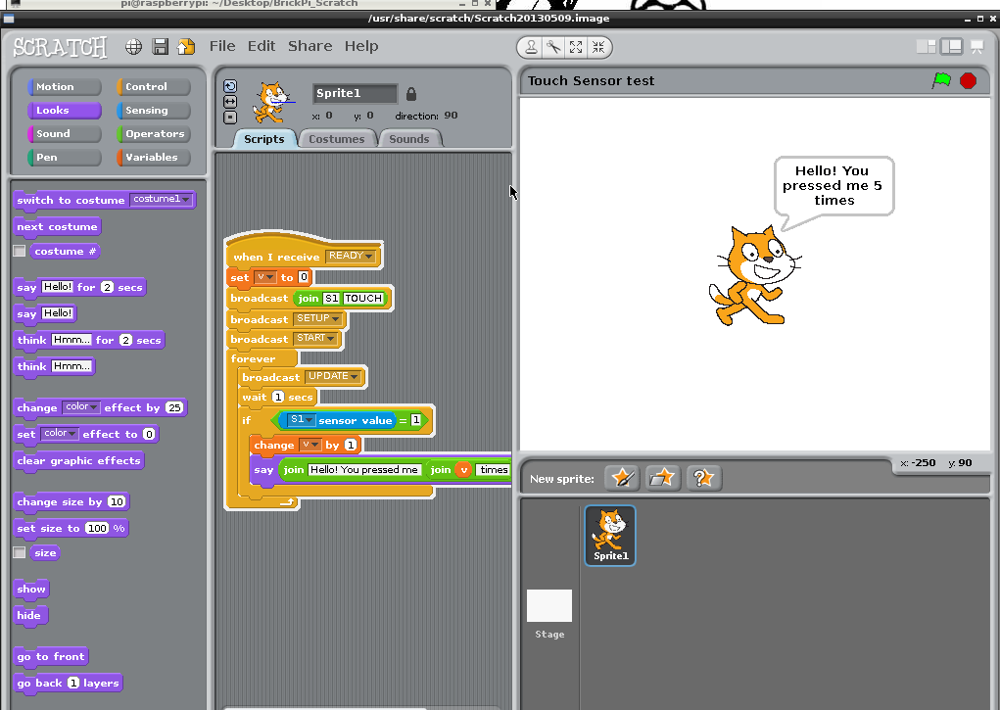 pi@raspberrypi: ~/Desktop/BrickPi_Scratch
/usr/share/scratch/Scratch20130509.image
SCRATCH File Edit Share Help
Motion Control
Looks Sensing
Sound Operators
Pen Variables
Sprite1
x: 0 y: 0 direction: 90
Scripts Costumes Sounds
switch to costume costume1
next costume
costume #
say Hello! for 2 secs
say Hello!
think Hmm... for 2 secs
think Hmm...
change color effect by 25
set color effect to 0
clear graphic effects
change size by 10
set size to 100 %
size
show
hide
go to front
go back 1 layers
when I receive READY
set v to 0
broadcast join S1 TOUCH
broadcast SETUP
broadcast START
forever
broadcast UPDATE
wait 1 secs
if S1 sensor value = 1
change v by 1
say join Hello! You pressed me join v times
Touch Sensor test
Hello! You
pressed me 5
times
x: -250 y: 90
New sprite:
Sprite1
Stage